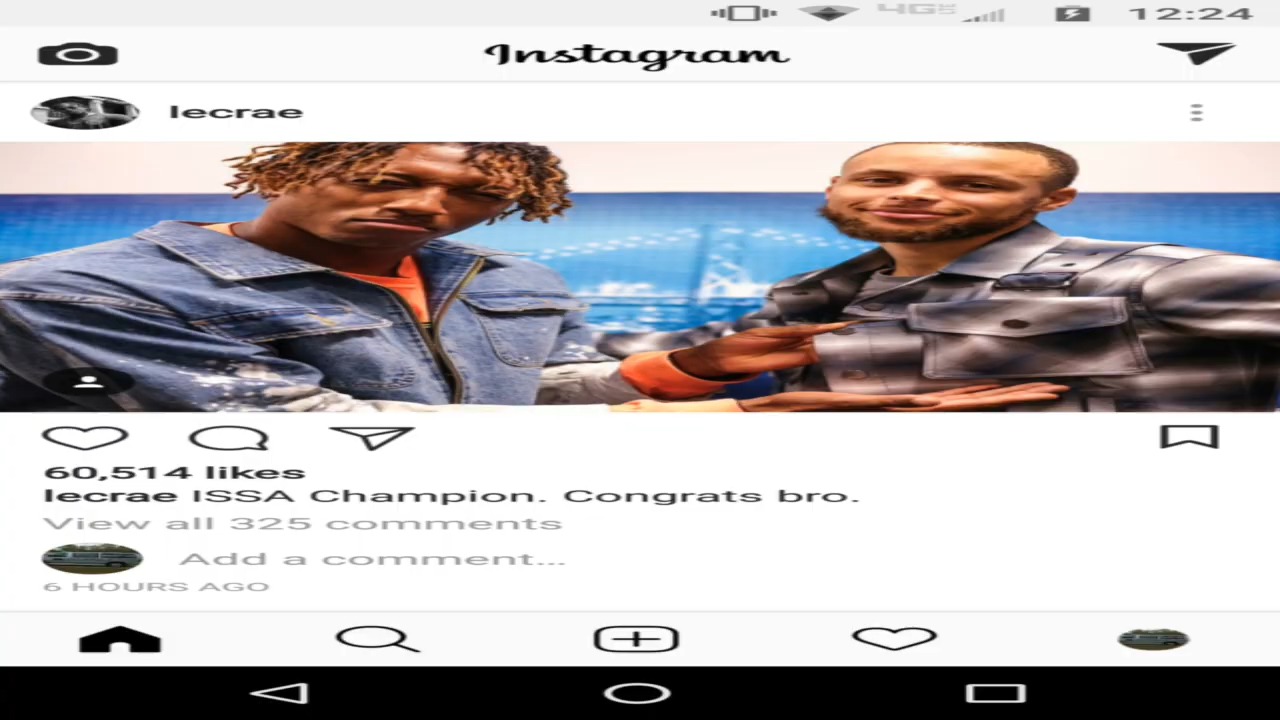 4G 12:24
Instagram
lecrae
60,514 likes
lecrae ISSA Champion. Congrats bro.
View all 325 comments
Add a comment...
6 HOURS AGO